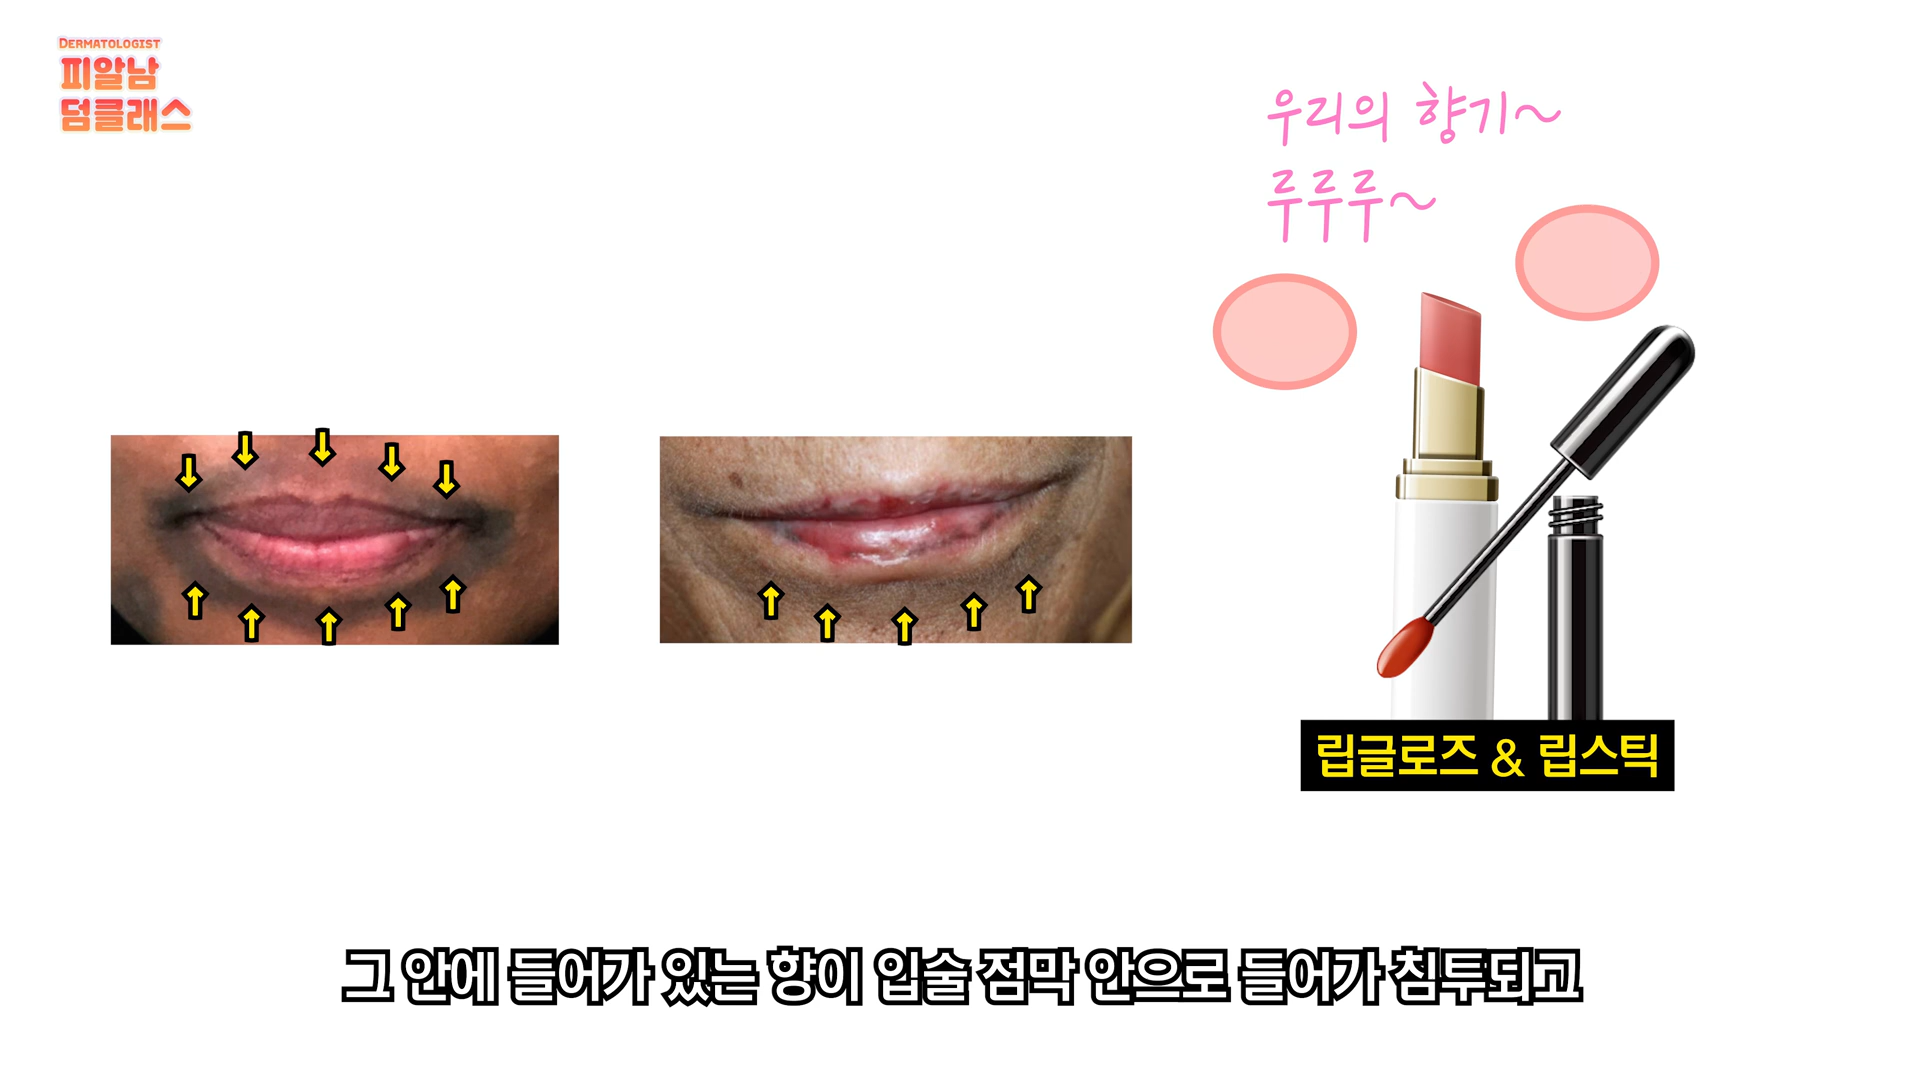 DERMATOLOGIST
피알남
덤클래스
우리의 향기~
루루루~
립글로즈 & 립스틱
그 안에 들어가 있는 향이 입술 점막 안으로 들어가 침투되고